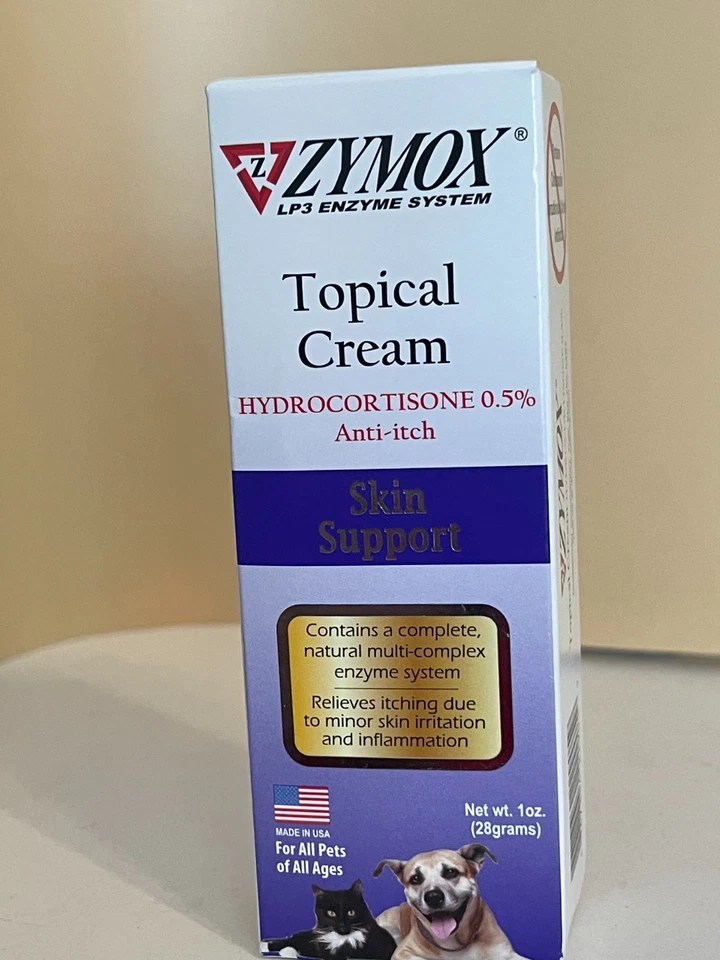 Z
ZYMOX®
LP3 ENZYME SYSTEM
Topical
Cream
HYDROCORTISONE 0.5%
Anti-itch
Skin
Support
Contains a complete,
natural multi-complex
enzyme system
Relieves itching due
to minor skin irritation
and inflammation
MADE IN USA
For All Pets
of All Ages
Net wt. 1oz.
(28grams)
ZYMOX